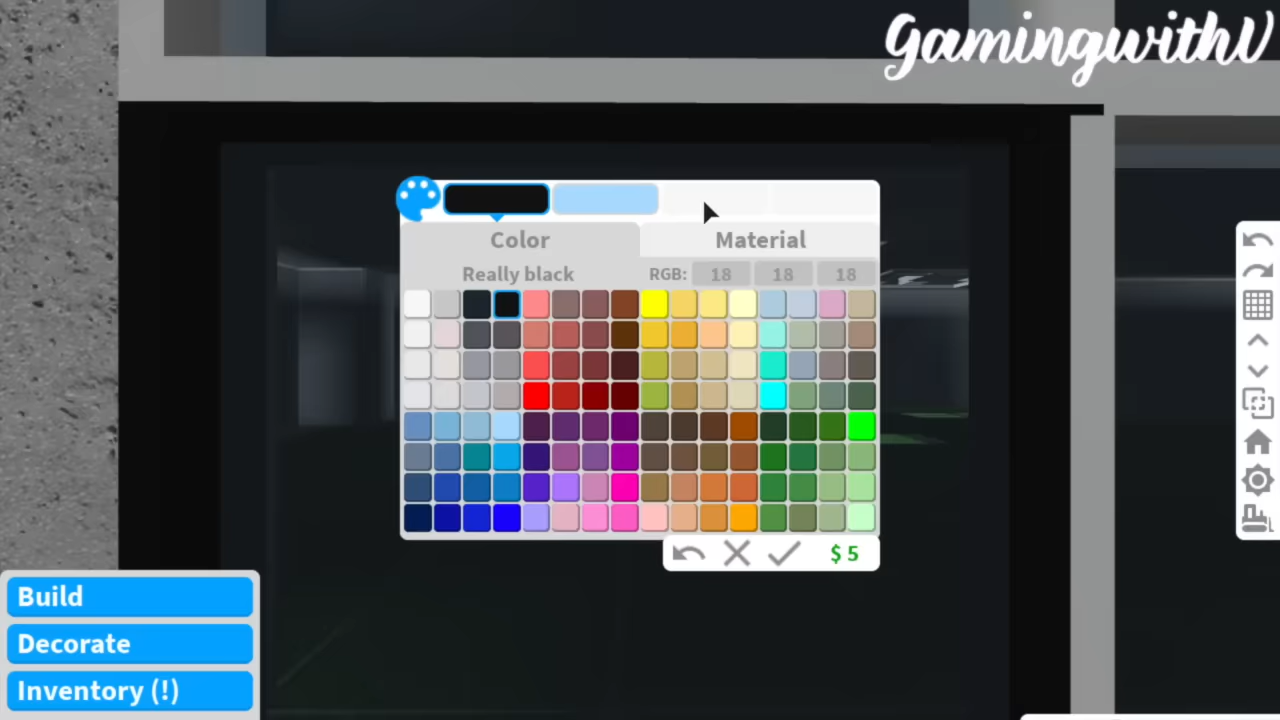 GamingwithV
Color
Material
Really black
RGB: 18 18 18
$ 5
Build
Decorate
Inventory (!)